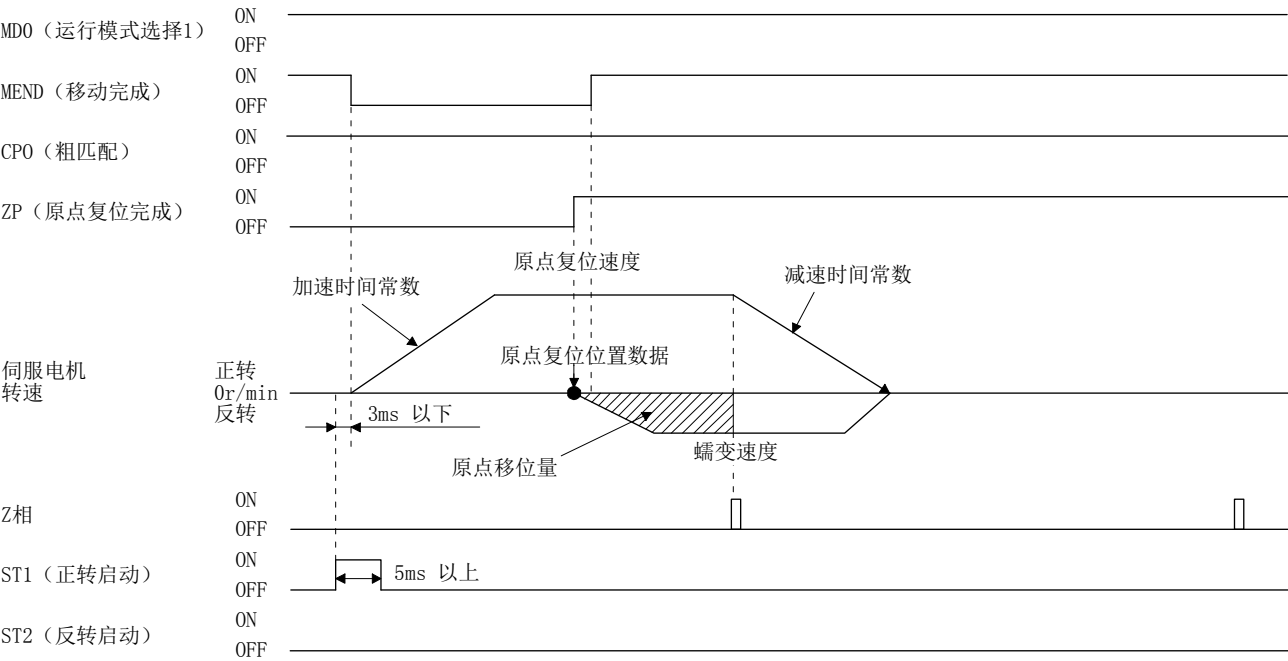 MDO（运行模式选择1）
ON
OFF
MEND（移动完成）
ON
OFF
CPO（粗匹配）
ON
OFF
ZP（原点复位完成）
ON
OFF
原点复位速度
加速时间常数
减速时间常数
原点复位位置数据
伺服电机
转速
正转
0r/min
反转
3ms 以下
原点移位量
蠕变速度
Z相
ON
OFF
ST1（正转启动）
ON
OFF
5ms 以上
ST2（反转启动）
ON
OFF